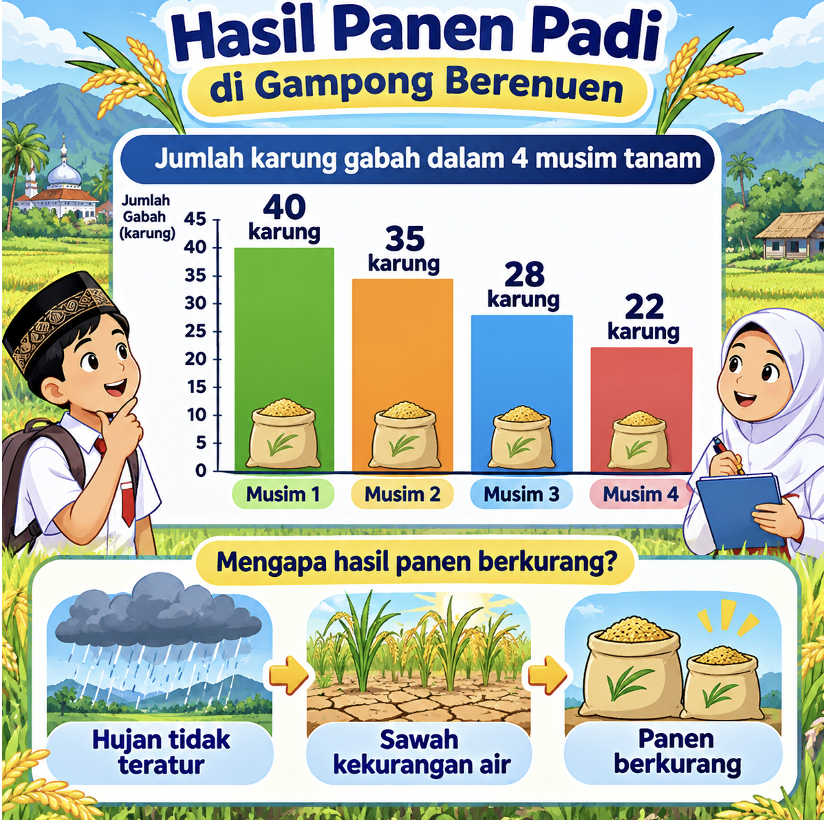 Hasil Panen Padi
di Gampong Berenuen
Jumlah karung gabah dalam 4 musim tanam
Jumlah
Gabah
(karung)
45
40
35
30
25
20
15
10
5
0
40
karung
35
karung
28
karung
22
karung
Musim 1
Musim 2
Musim 3
Musim 4
Mengapa hasil panen berkurang?
Hujan tidak
teratur
Sawah
kekurangan air
Panen
berkurang